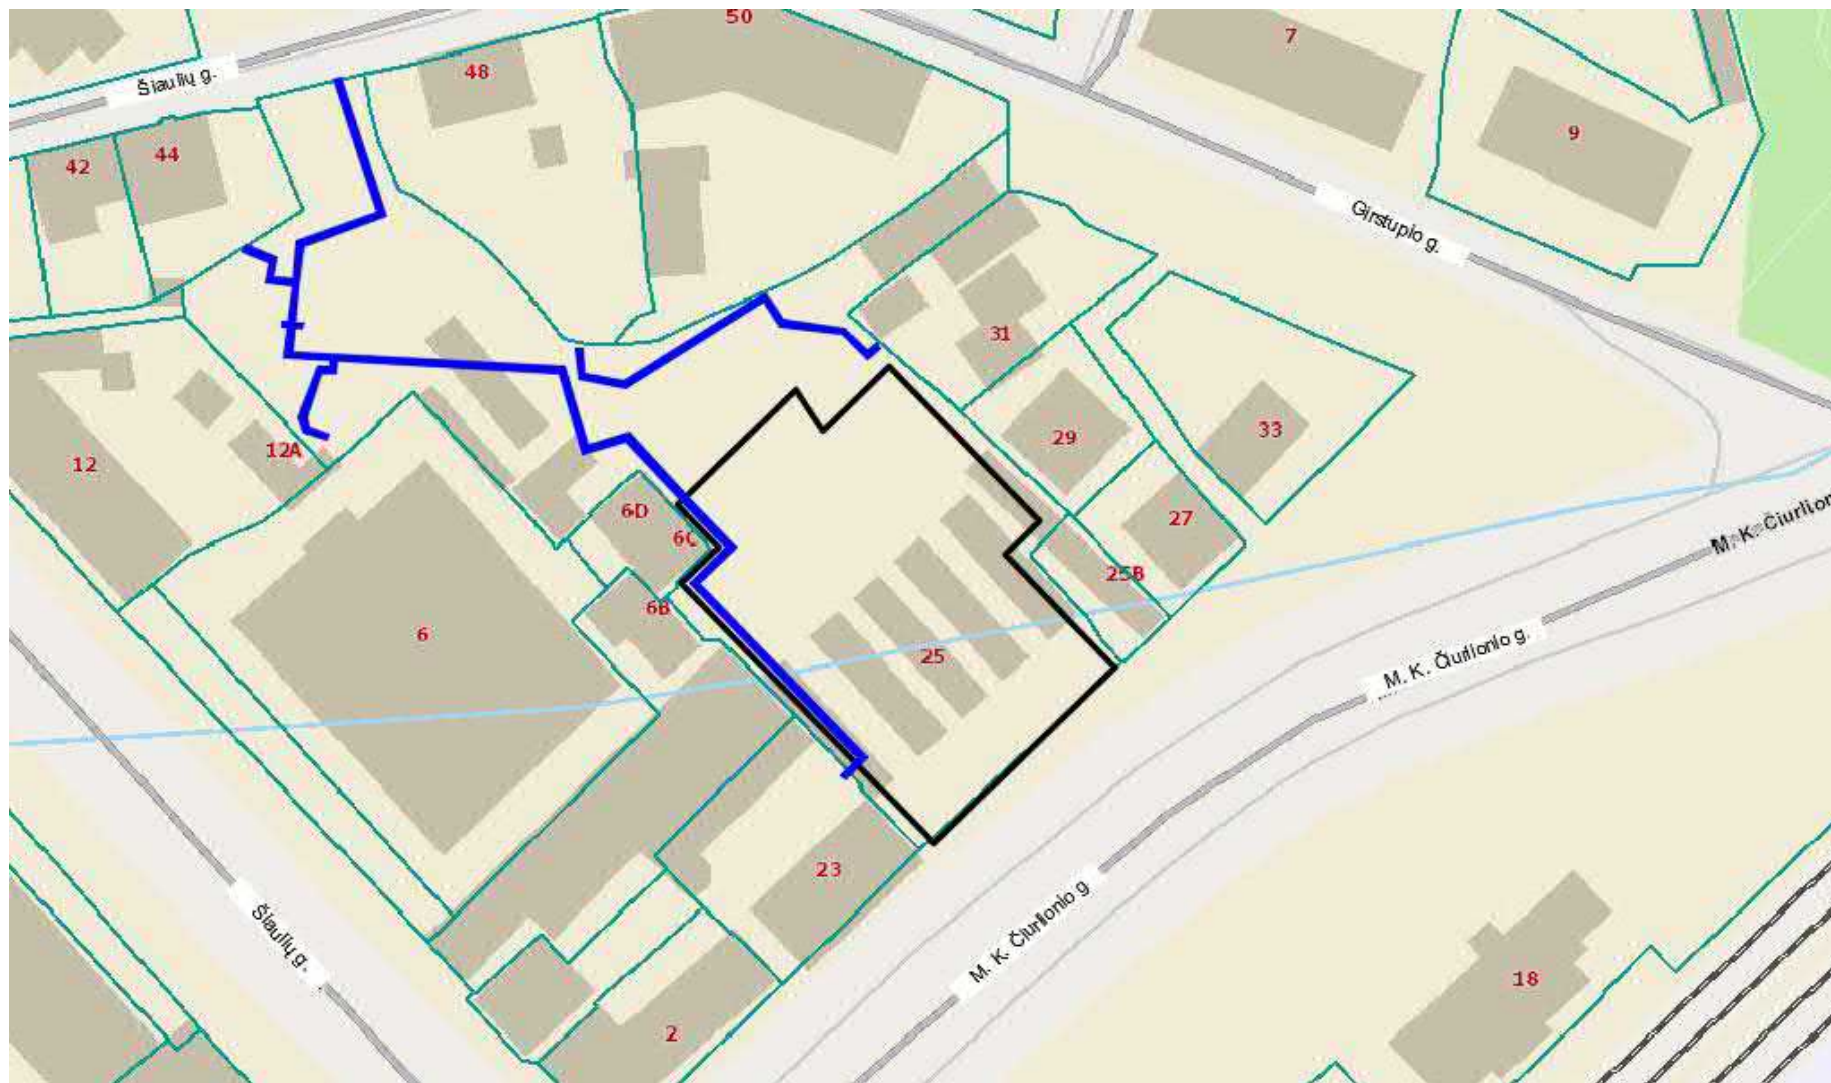 50
7
48
Šiaulių g.
9
44
42
Girstupio g.
31
33
29
12A
12
6D
27
6C
25B
6B
6
25
M. K. Čiurlionio g.
23
Šiaulių g.
M. K. Čiurlionio g
18
2